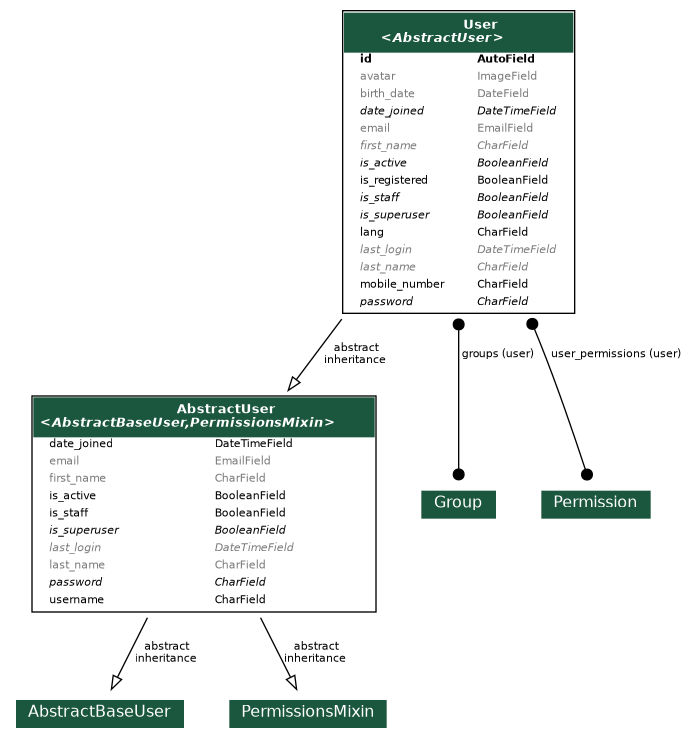 User
<AbstractUser>
id AutoField
avatar ImageField
birth_date DateField
date_joined DateTimeField
email EmailField
first_name CharField
is_active BooleanField
is_registered BooleanField
is_staff BooleanField
is_superuser BooleanField
lang CharField
last_login DateTimeField
last_name CharField
mobile_number CharField
password CharField
abstract
inheritance
groups (user)
user_permissions (user)
AbstractUser
<AbstractBaseUser,PermissionsMixin>
date_joined DateTimeField
email EmailField
first_name CharField
is_active BooleanField
is_staff BooleanField
is_superuser BooleanField
last_login DateTimeField
last_name CharField
password CharField
username CharField
Group
Permission
abstract
inheritance
abstract
inheritance
AbstractBaseUser
PermissionsMixin